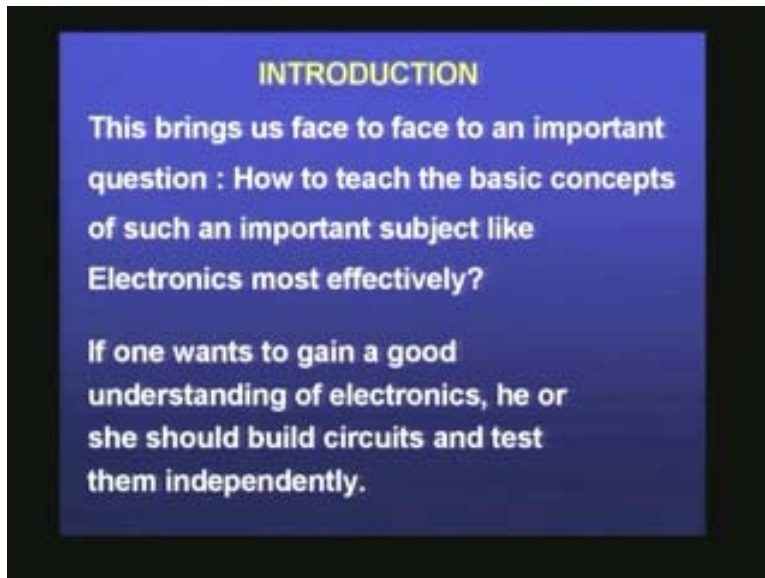 INTRODUCTION
This brings us face to face to an important
question : How to teach the basic concepts
of such an important subject like
Electronics most effectively?
If one wants to gain a good
understanding of electronics, he or
she should build circuits and test
them independently.